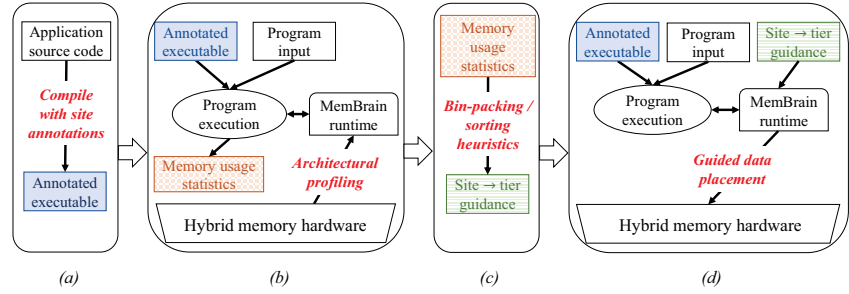 Application
source code
Compile
with site
annotations
Annotated
executable
(a)
Annotated
executable
Program
input
Program
execution
MemBrain
runtime
Memory usage
statistics
Architectural
profiling
Hybrid memory hardware
(b)
Memory
usage
statistics
Bin-packing /
sorting
heuristics
Site → tier
guidance
(c)
Annotated
executable
Program
input
Site → tier
guidance
Program
execution
MemBrain
runtime
Guided data
placement
Hybrid memory hardware
(d)